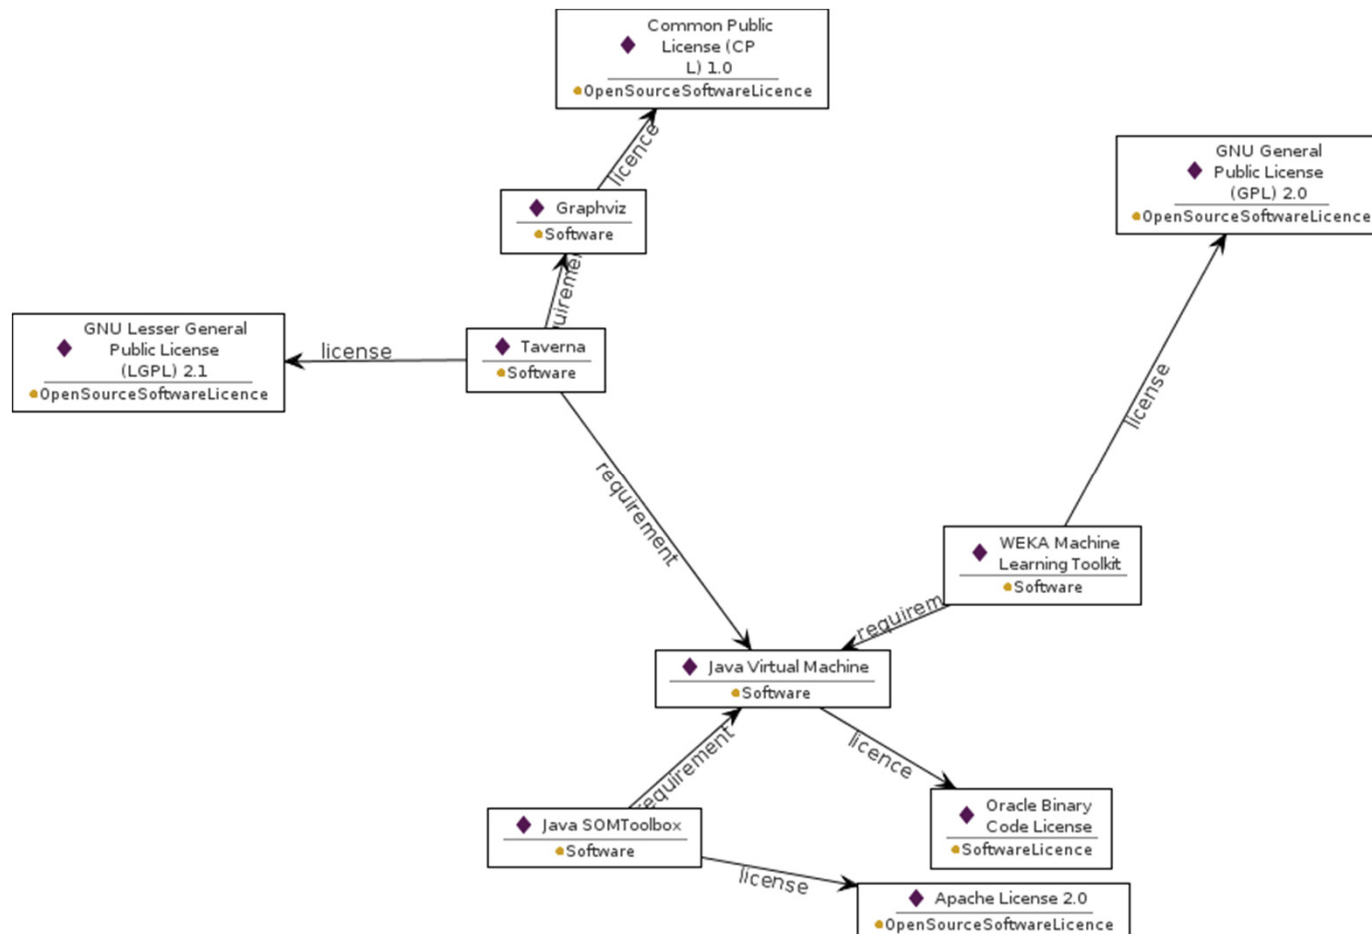 Common Public
License (CP
L) 1.0
OpenSourceSoftwareLicence
licence
GNU General
Public License
(GPL) 2.0
OpenSourceSoftwareLicence
Graphviz
Software
quiremen
GNU Lesser General
Public License
(LGPL) 2.1
OpenSourceSoftwareLicence
license
Taverna
Software
license
requirement
WEKA Machine
Learning Toolkit
Software
requirem
Java Virtual Machine
Software
requirement
licence
Java SOMToolbox
Software
Oracle Binary
Code License
SoftwareLicence
license
Apache License 2.0
OpenSourceSoftwareLicence